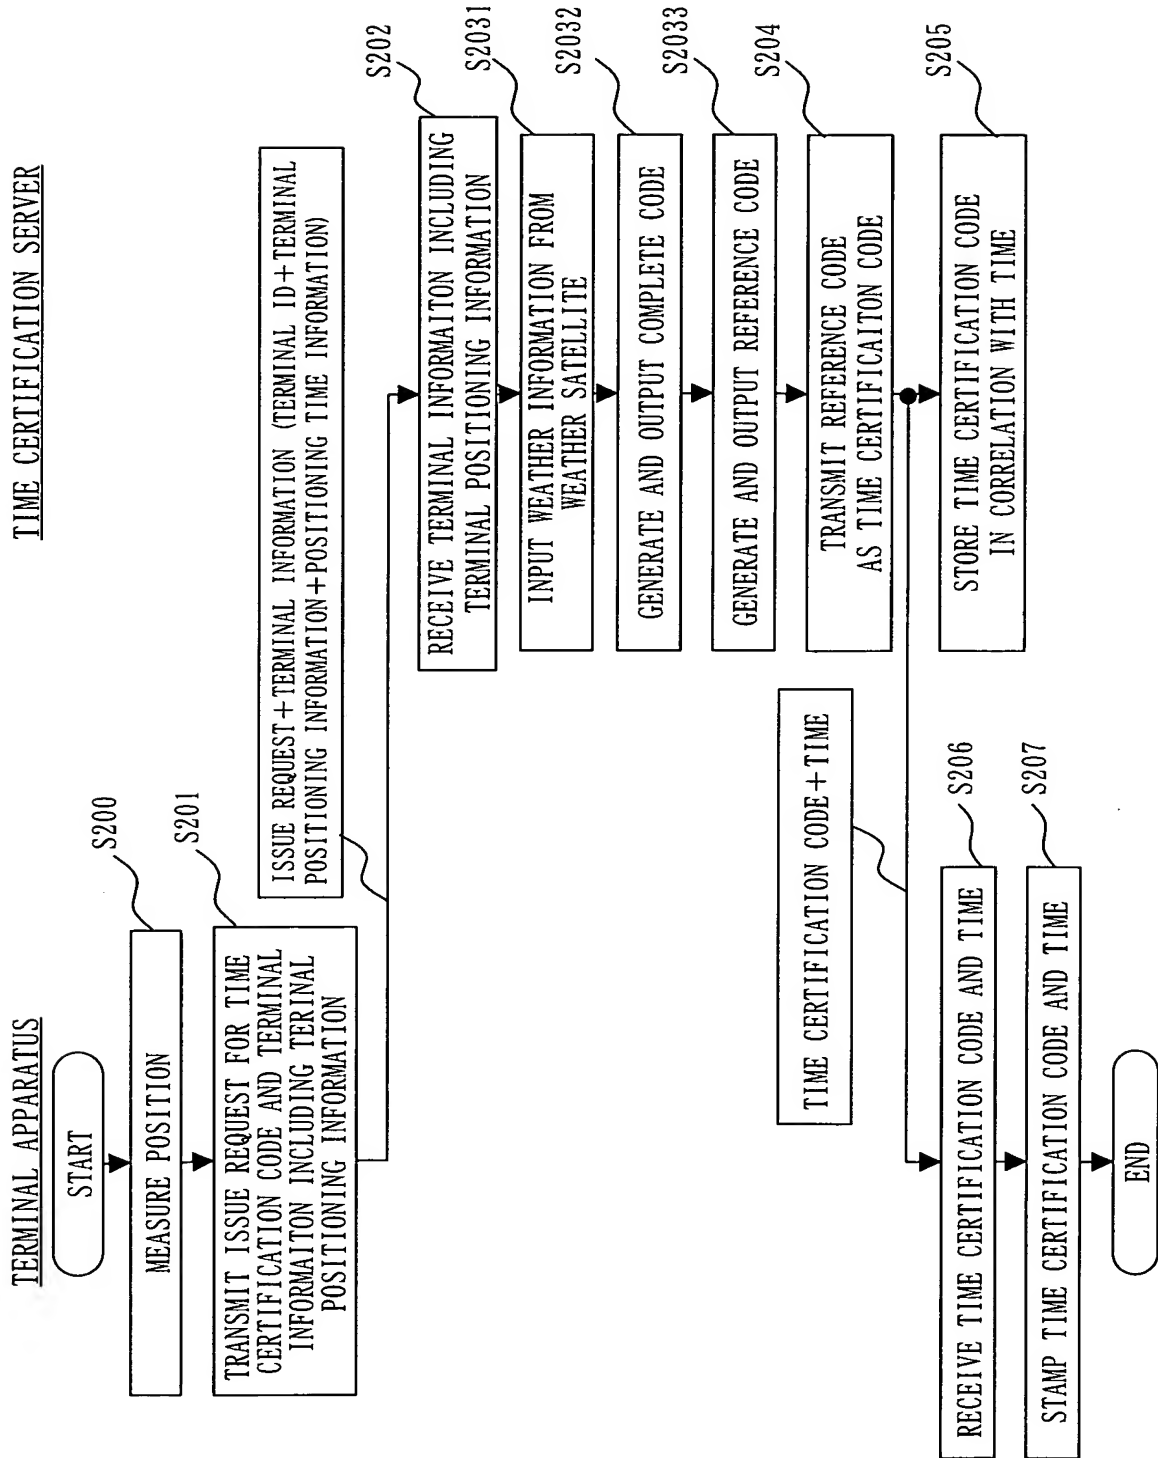 TERMINAL APPARATUS
TIME CERTIFICATION SERVER
START
S200
MEASURE POSITION
S201
TRANSMIT ISSUE REQUEST FOR TIME
CERTIFICATION CODE AND TERMINAL
INFORMAITON INCLUDING TERINAL
POSITIONING INFORMATION
ISSUE REQUEST+TERMINAL INFORMATION (TERMINAL ID+TERMINAL
POSITIONING INFORMATION+POSITIONING TIME INFORMATION)
S202
RECEIVE TERMINAL INFORMAITON INCLUDING
TERMINAL POSITIONING INFORMATION
S2031
INPUT WEATHER INFORMATION FROM
WEATHER SATELLITE
S2032
GENERATE AND OUTPUT COMPLETE CODE
S2033
GENERATE AND OUTPUT REFERENCE CODE
S204
TRANSMIT REFERENCE CODE
AS TIME CERTIFICAITON CODE
TIME CERTIFICATION CODE+TIME
S205
STORE TIME CERTIFICATION CODE
IN CORRELATION WITH TIME
S206
RECEIVE TIME CERTIFICATION CODE AND TIME
S207
STAMP TIME CERTIFICATION CODE AND TIME
END